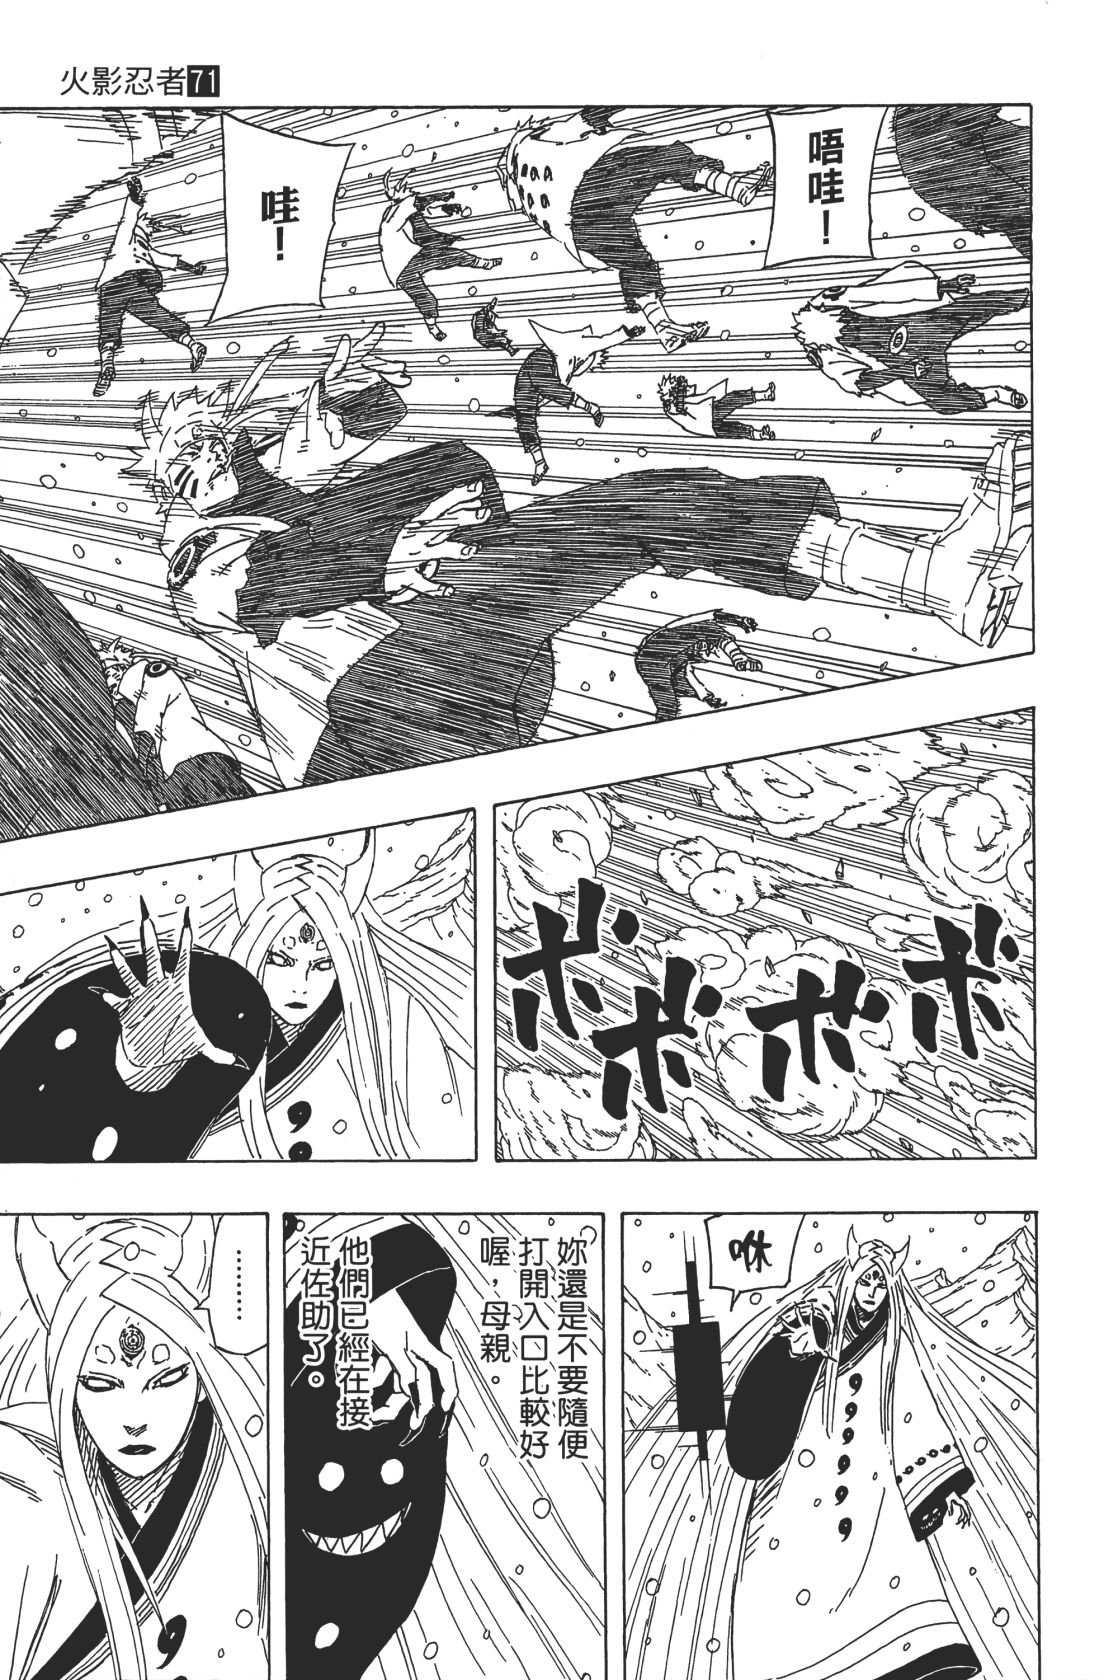 火影忍者71
唔哇！
哇！
ボボボボ
咻
妳還是不要隨便
打開入口比較好
喔，母親。
他們已經在接
近佐助了。
………